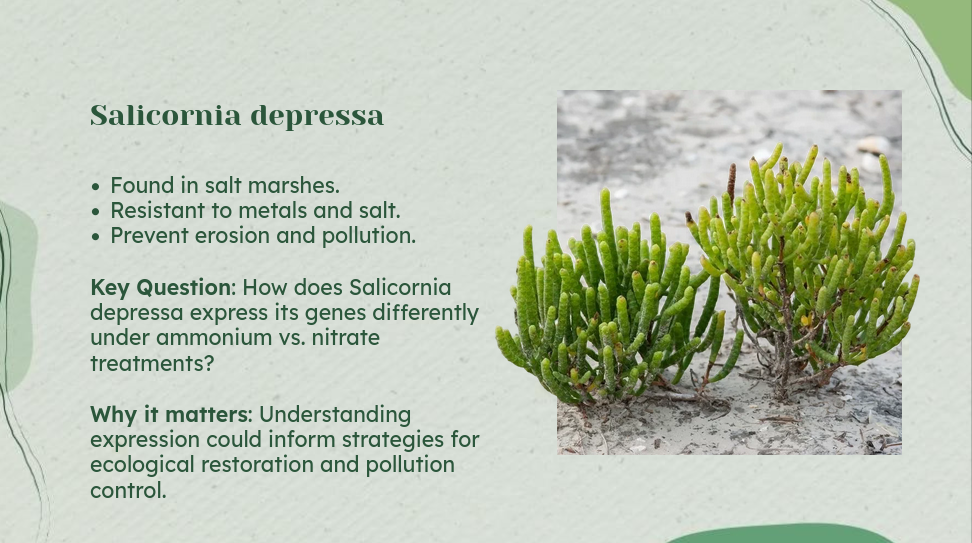 Salicornia depressa
• Found in salt marshes.
• Resistant to metals and salt.
• Prevent erosion and pollution.
Key Question: How does Salicornia
depressa express its genes differently
under ammonium vs. nitrate
treatments?
Why it matters: Understanding
expression could inform strategies for
ecological restoration and pollution
control.